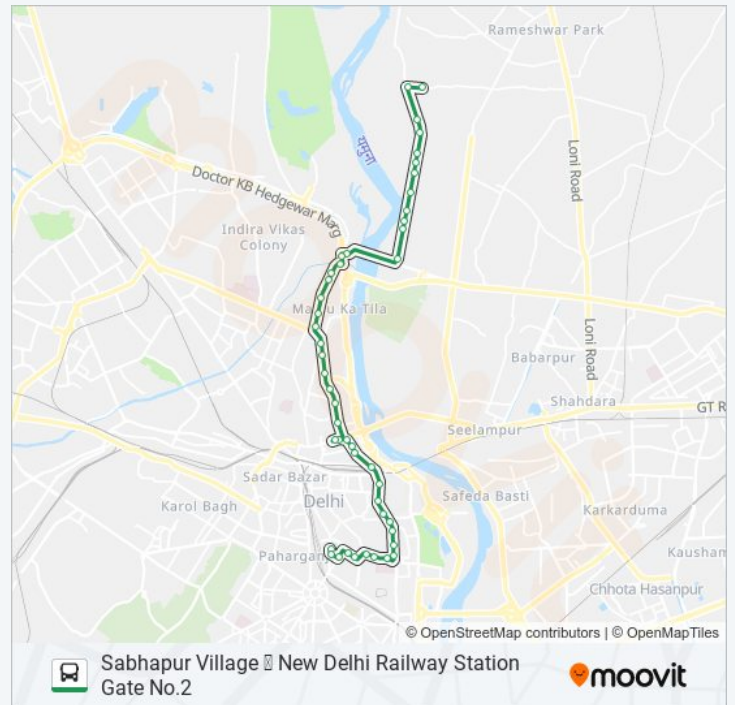 Rameshwar Park
यमुना
Loni Road
Doctor KB Hedgewar Marg
Indira Vikas
Colony
Ka Tila
Loni Road
Babarpur
Shahdara
GT R
Seelampur
Sadar Bazar
Delhi
Safeda Basti
Karol Bagh
Karkarduma
Pahargan
Kausham
Chhota Hasanpur
© OpenStreetMap contributors | © OpenMapTiles
Sabhapur Village  New Delhi Railway Station
Gate No.2
moovit